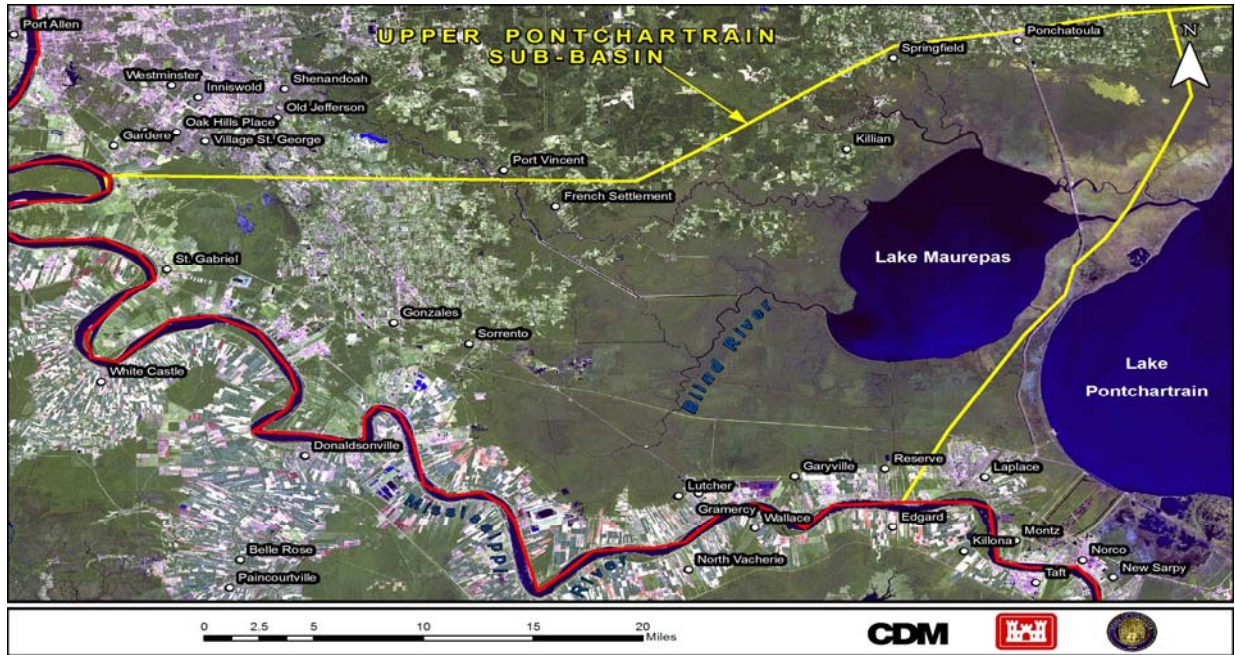 Port Allen
UPPER PONTCHARTRAIN
SUB-BASIN
Ponchatoula
N
Springfield
Westminster
Shenandoah
Inniswold
Old Jefferson
Oak Hills Place
Gardere
Village St. George
Killian
Port Vincent
French Settlement
Lake Maurepas
St. Gabriel
Blind River
Gonzales
Sorrento
Lake
Pontchartrain
White Castle
Donaldsonville
Reserve
Garyville
Laplace
Lutcher
Mississippi River
Gramercy
Wallace
Edgard
Montz
Killona
Belle Rose
North Vacherie
Norco
Paincourtville
Taft
New Sarpy
0 2.5 5 10 15 20
Miles
CDM